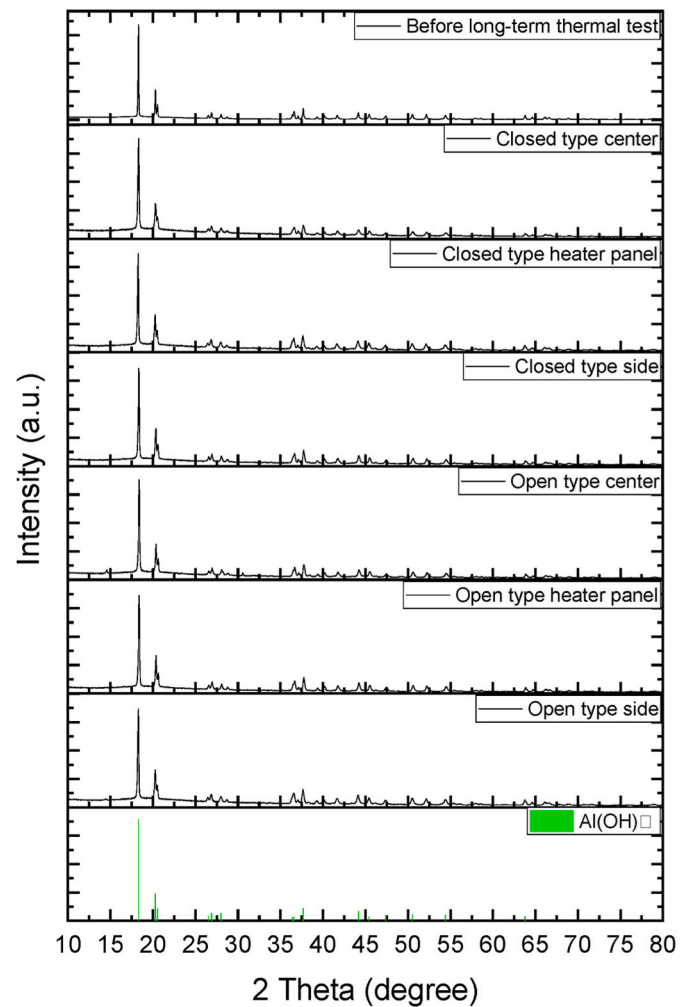 Before long-term thermal test
Closed type center
Closed type heater panel
Closed type side
Open type center
Open type heater panel
Open type side
Al(OH)□
Intensity (a.u.)
10 15 20 25 30 35 40 45 50 55 60 65 70 75 80
2 Theta (degree)